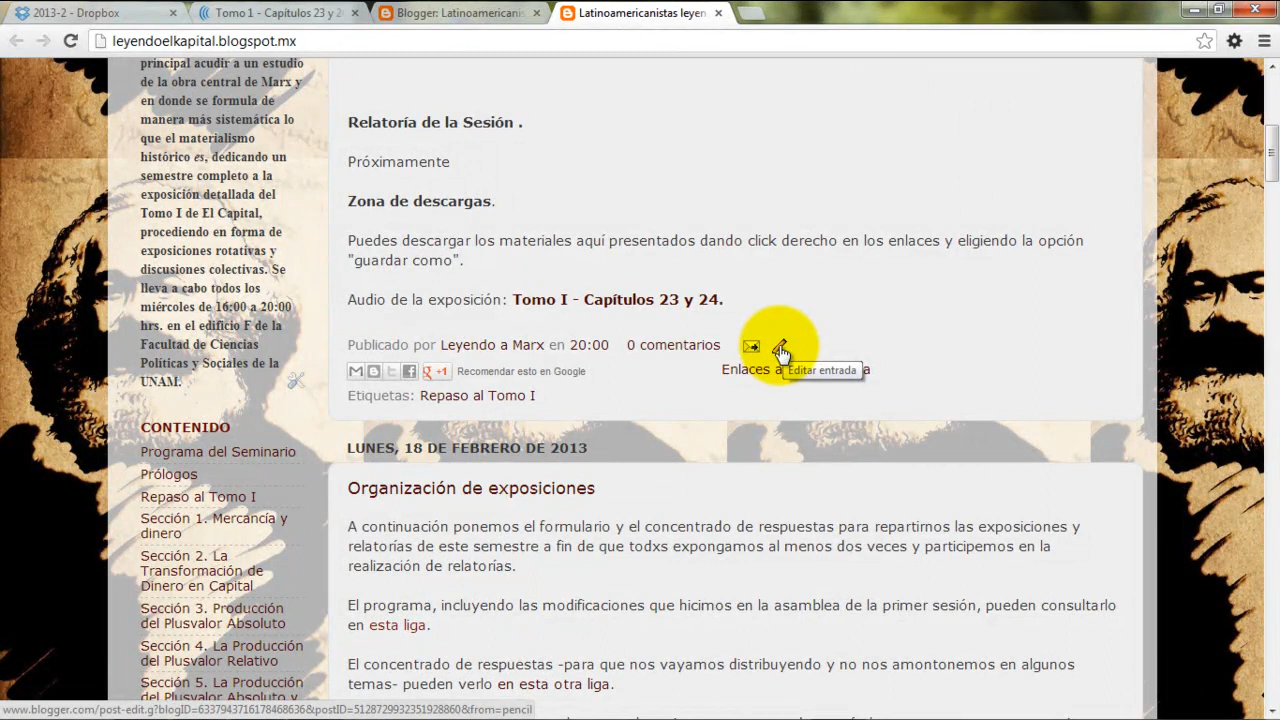 2013-2 - Dropbox
Tomo 1 - Capítulos 23 y 24
Blogger: Latinoamericanis
Latinoamericanistas leyen
leyendoelkapital.blogspot.mx
principal acudir a un estudio
de la obra central de Marx y
en donde se formula de
manera más sistemática lo
que el materialismo
histórico es, dedicando un
semestre completo a la
exposición detallada del
Tomo I de El Capital,
procediendo en forma de
exposiciones rotativas y
discusiones colectivas. Se
lleva a cabo todos los
miércoles de 16:00 a 20:00
hrs. en el edificio F de la
Facultad de Ciencias
Políticas y Sociales de la
UNAM.
CONTENIDO
Programa del Seminario
Prólogos
Repaso al Tomo I
Sección 1. Mercancía y
dinero
Sección 2. La
Transformación de
Dinero en Capital
Sección 3. Producción
del Plusvalor Absoluto
Sección 4. La Producción
del Plusvalor Relativo
Sección 5. La Producción
del Plusvalor Absoluto y
Relatoría de la Sesión .
Próximamente
Zona de descargas.
Puedes descargar los materiales aquí presentados dando click derecho en los enlaces y eligiendo la opción
"guardar como".
Audio de la exposición: Tomo I - Capítulos 23 y 24.
Publicado por Leyendo a Marx en 20:00 0 comentarios
g +1 Recomendar esto en Google
Enlaces a
Editar entrada
a
Etiquetas: Repaso al Tomo I
LUNES, 18 DE FEBRERO DE 2013
Organización de exposiciones
A continuación ponemos el formulario y el concentrado de respuestas para repartirnos las exposiciones y
relatorías de este semestre a fin de que todxs expongamos al menos dos veces y participemos en la
realización de relatorías.
El programa, incluyendo las modificaciones que hicimos en la asamblea de la primer sesión, pueden consultarlo
en esta liga.
El concentrado de respuestas -para que nos vayamos distribuyendo y no nos amontonemos en algunos
temas- pueden verlo en esta otra liga.
www.blogger.com/post-edit.g?blogID=6337943716178468636&postID=5128729932351928860&from=pencil